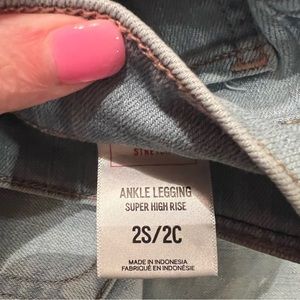 ANKLE LEGGING
SUPER HIGH RISE
2S/2C
MADE IN INDONESIA
FABRIQUÉ EN INDONÉSIE